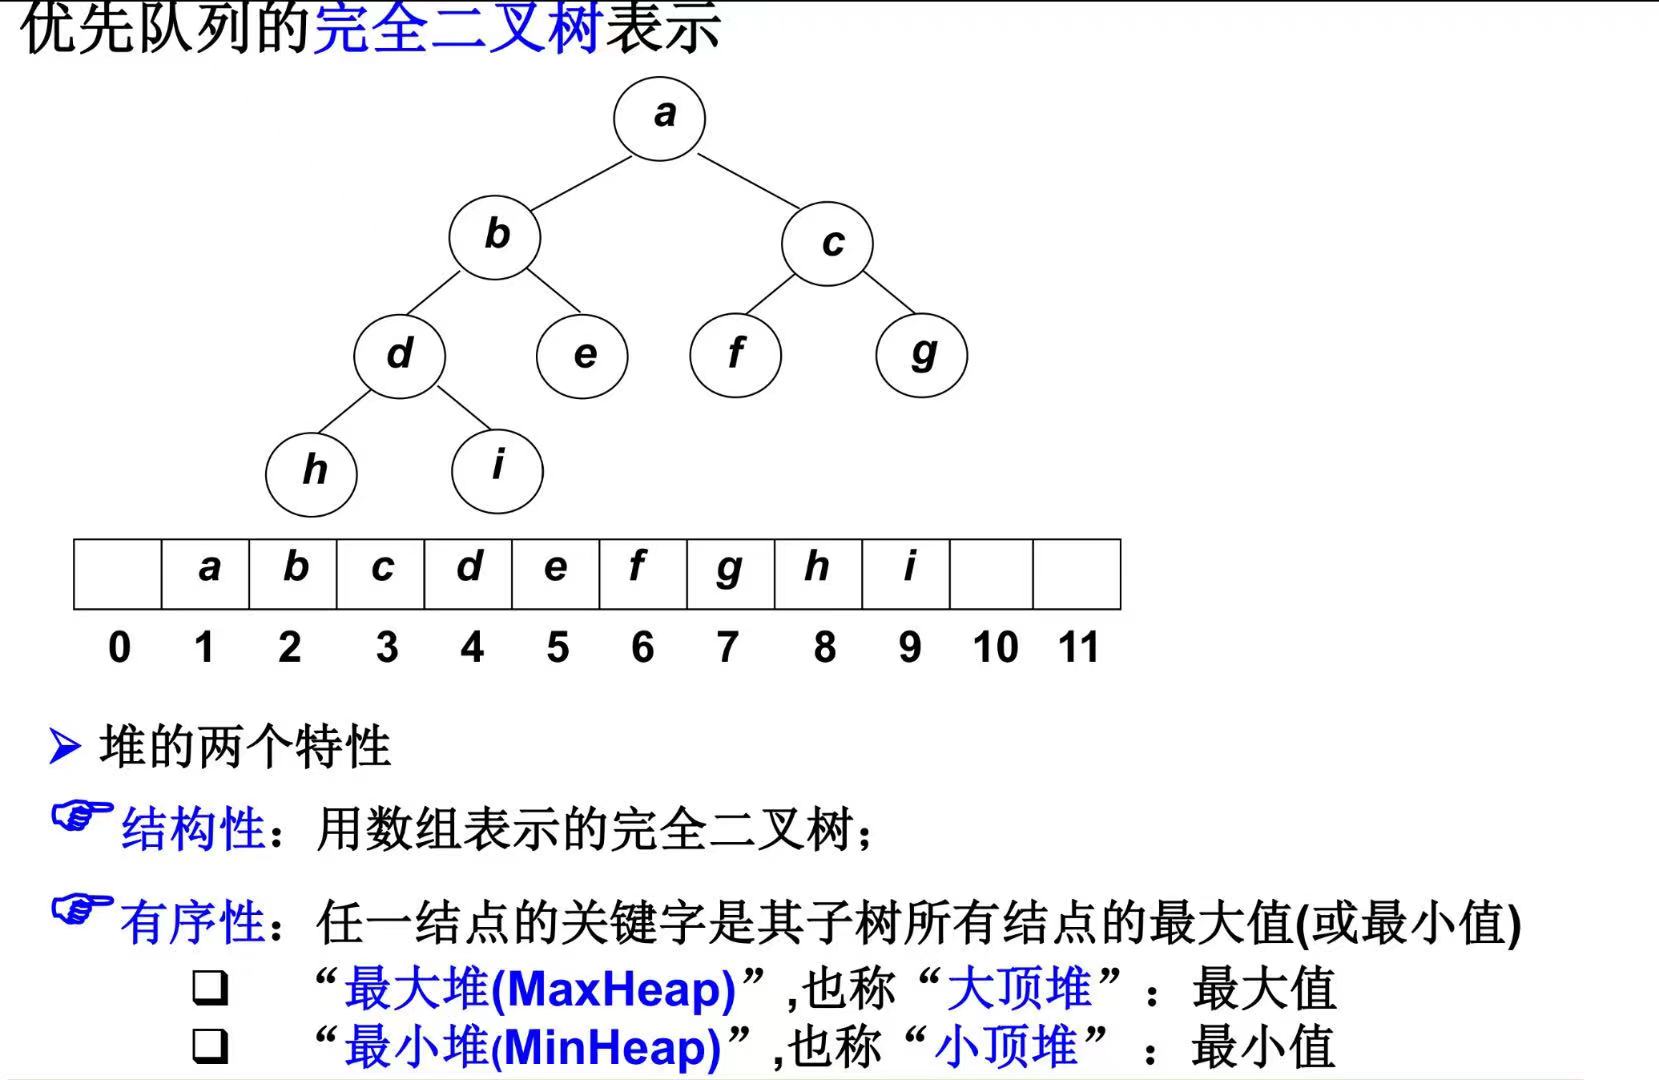 优先队列的完全二叉树表示
a
b c
d e f g
h i
a b c d e f g h i
0 1 2 3 4 5 6 7 8 9 10 11
堆的两个特性
结构性：用数组表示的完全二叉树；
有序性：任一结点的关键字是其子树所有结点的最大值(或最小值)
“最大堆(MaxHeap)”,也称“大顶堆”：最大值
“最小堆(MinHeap)”,也称“小顶堆”：最小值